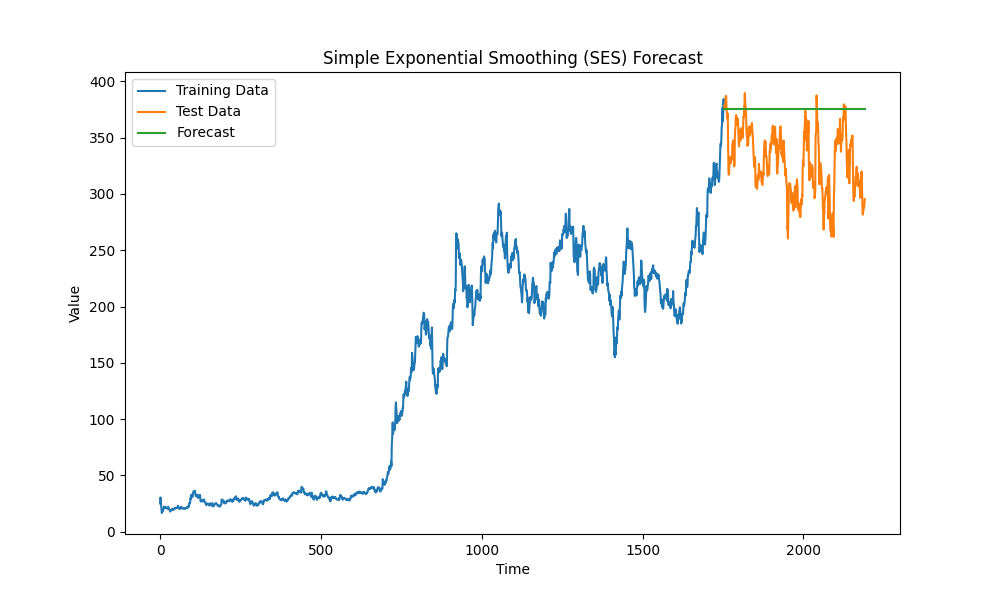 Simple Exponential Smoothing (SES) Forecast
Training Data
Test Data
Forecast
400
350
300
250
200
150
100
50
0
Value
0 500 1000 1500 2000
Time